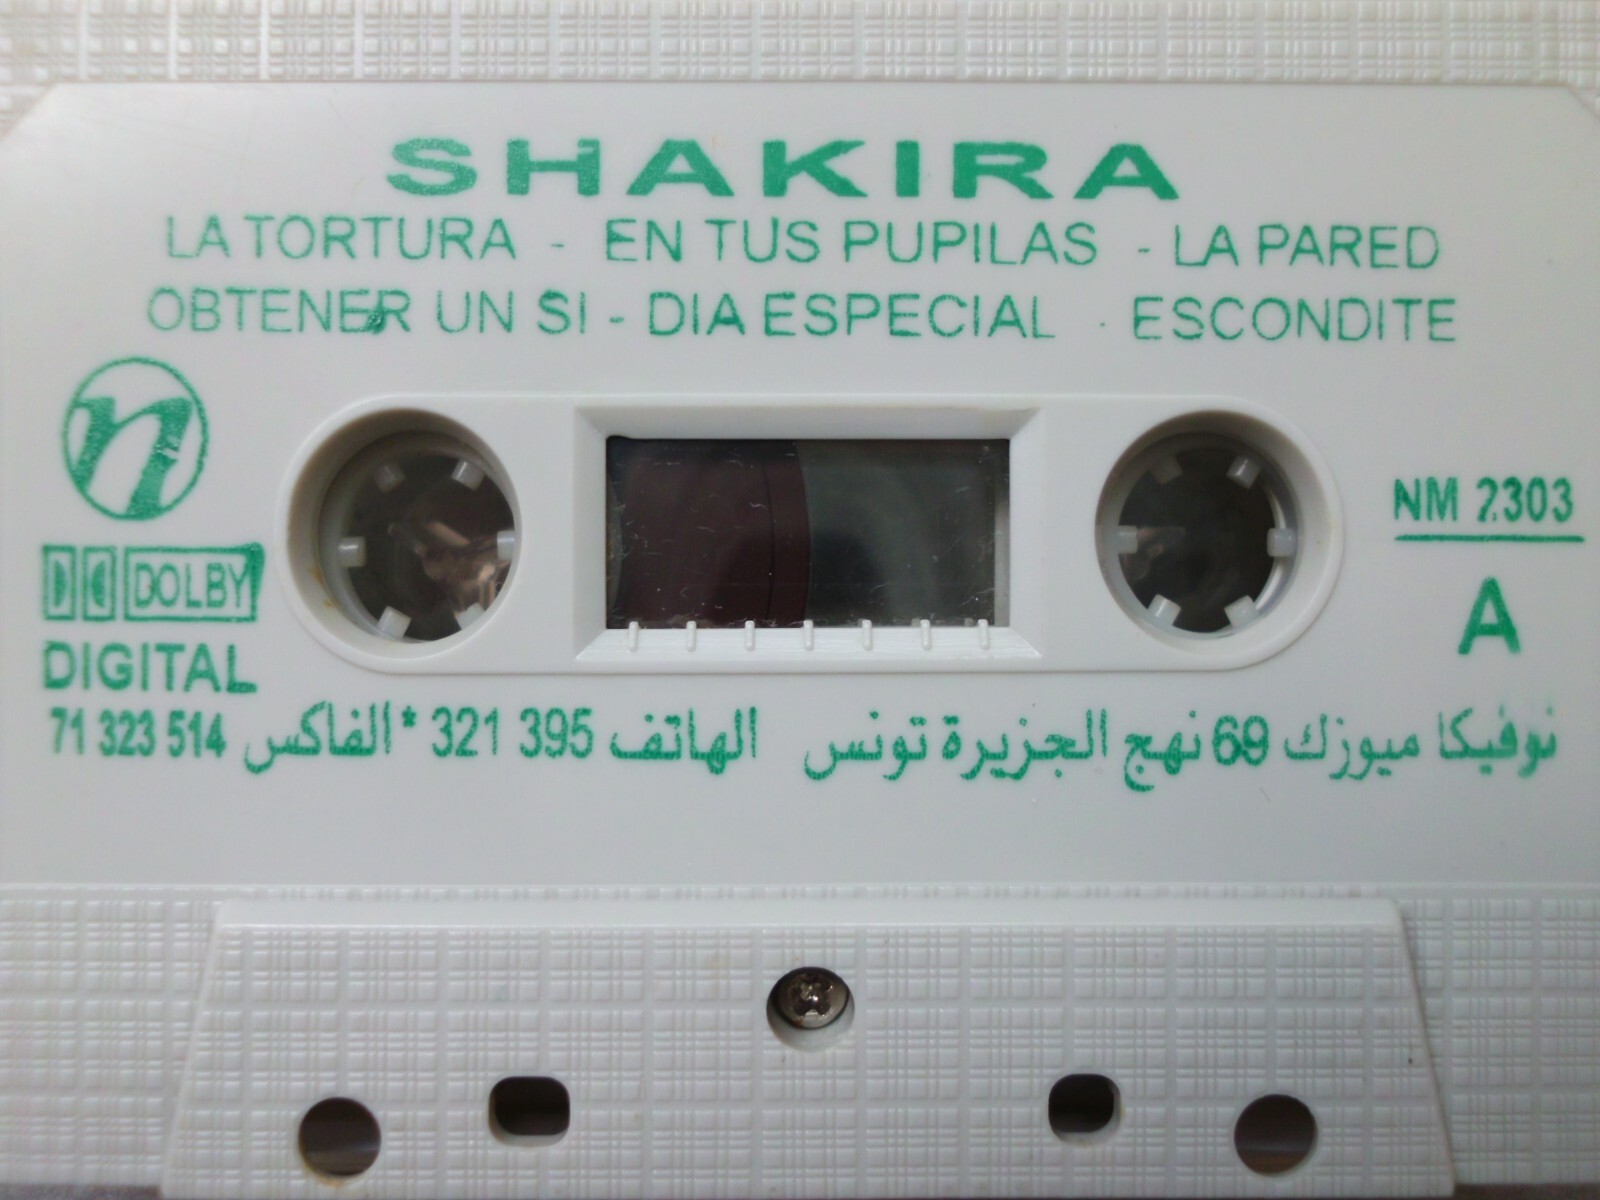 SHAKIRA
LA TORTURA - EN TUS PUPILAS - LA PARED
OBTENER UN SI - DIA ESPECIAL - ESCONDITE
n
DOLBY
DIGITAL
NM 2303
A
نوفيكا ميوزك 69 نهج الجزيرة تونس الهاتف 395 321 * الفاكس 514 323 71